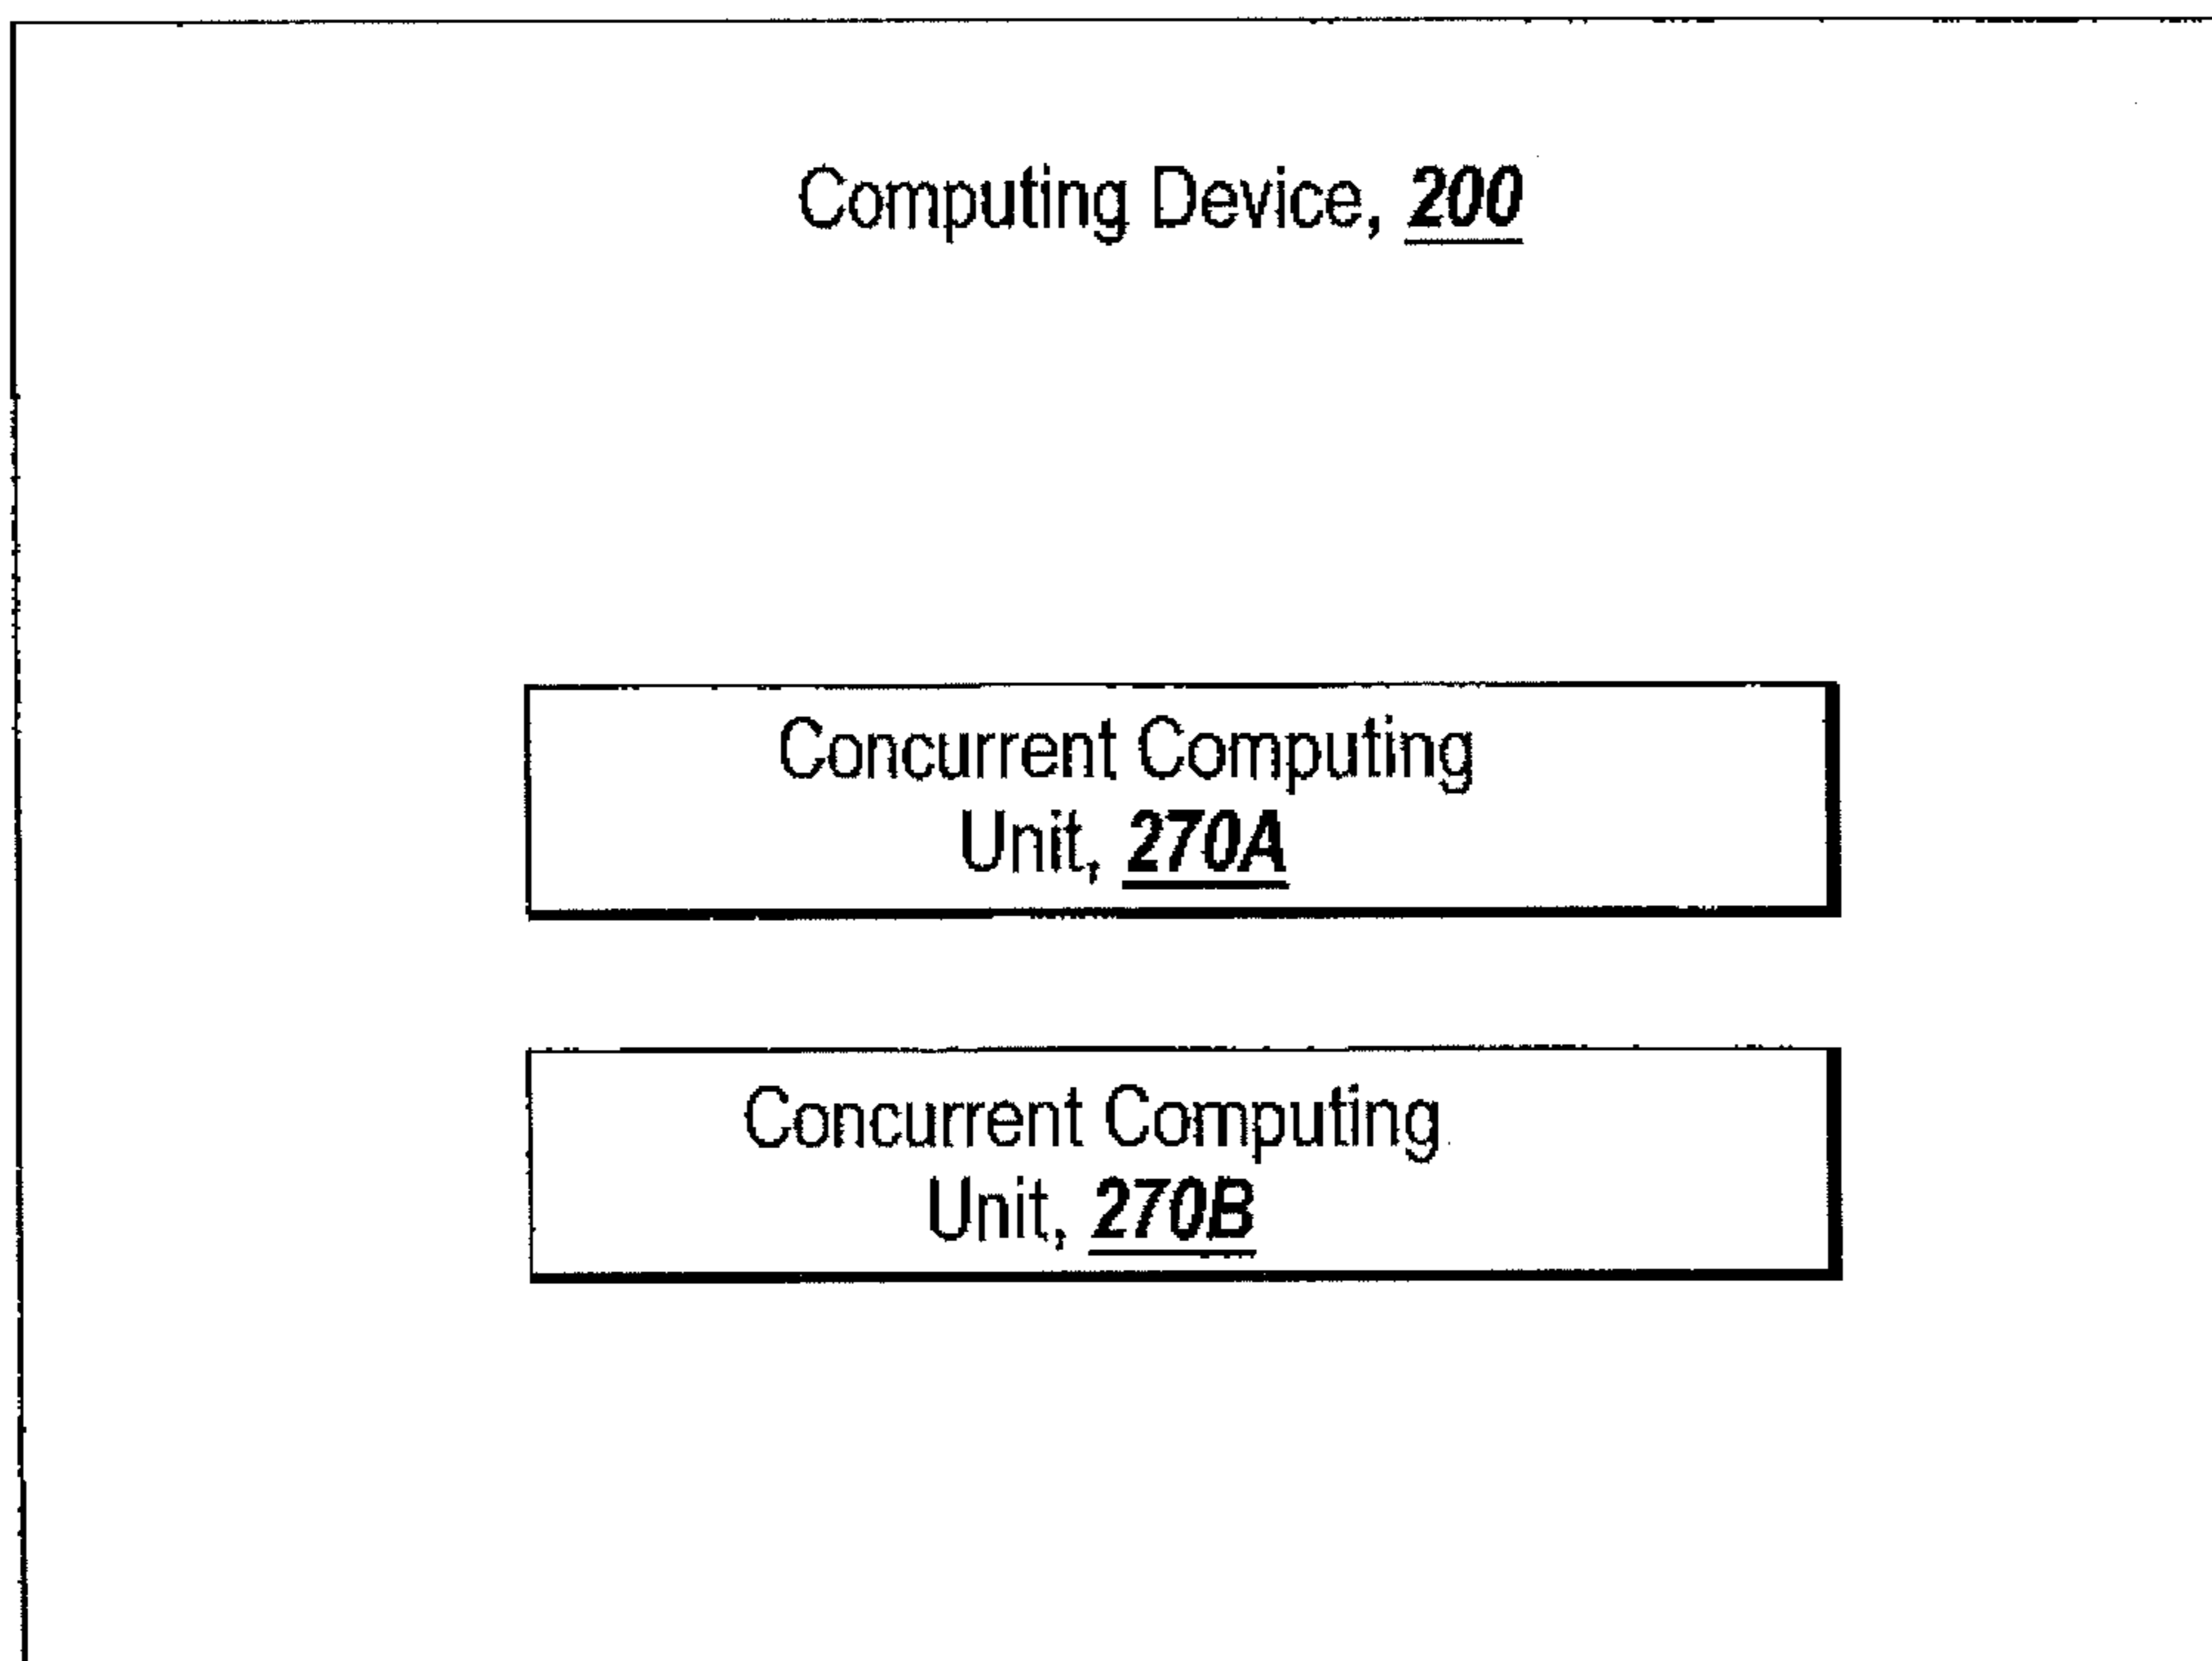 Computing Device, 200
Concurrent Computing
Unit, 270A
Concurrent Computing
Unit, 270B